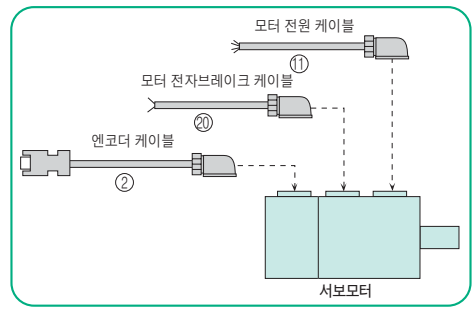 모터 전원 케이블
⑪
모터 전자브레이크 케이블
⑳
엔코더 케이블
②
서보모터